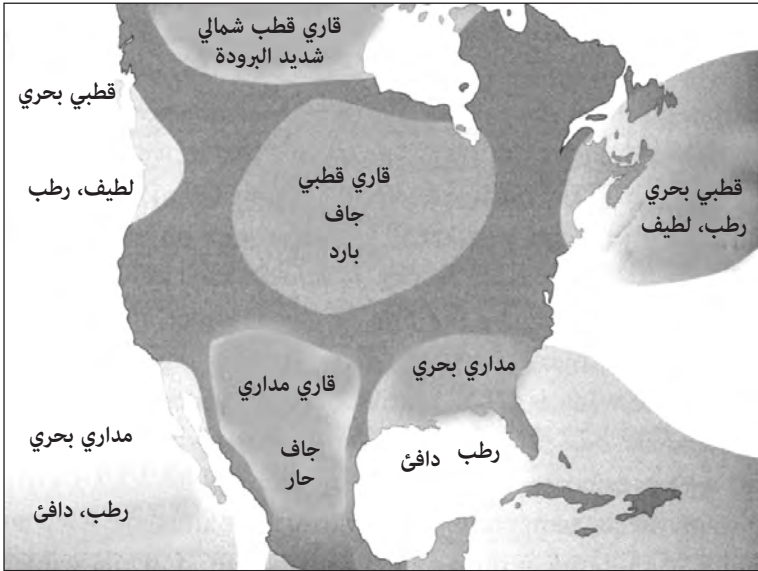 قاري قطب شمالي
شديد البرودة
قطبي بحري
لطيف، رطب
قاري قطبي
جاف
بارد
قطبي بحري
رطب، لطيف
مداري بحري
رطب، دافئ
قاري مداري
جاف
حار
مداري بحري
رطب دافئ